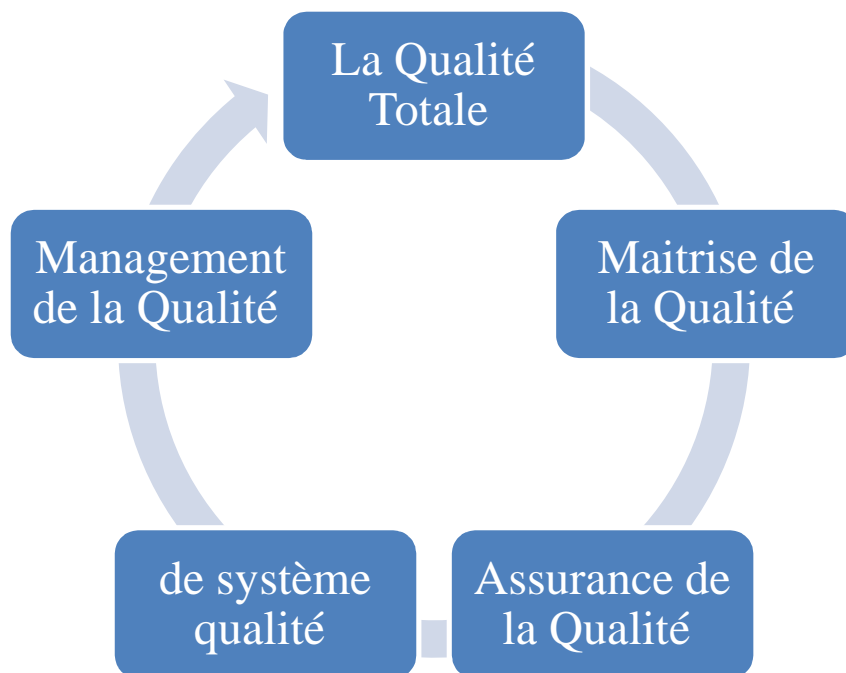 La Qualité
Totale
Maitrise de
la Qualité
Assurance de
la Qualité
de système
qualité
Management
de la Qualité